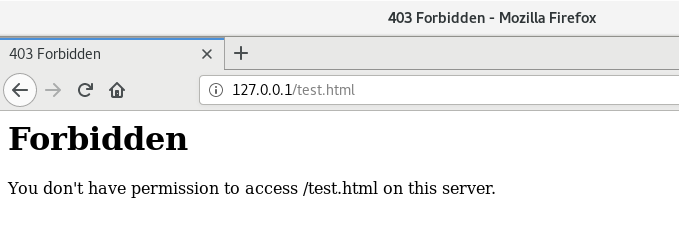 403 Forbidden - Mozilla Firefox
403 Forbidden
127.0.0.1/test.html
Forbidden
You don't have permission to access /test.html on this server.